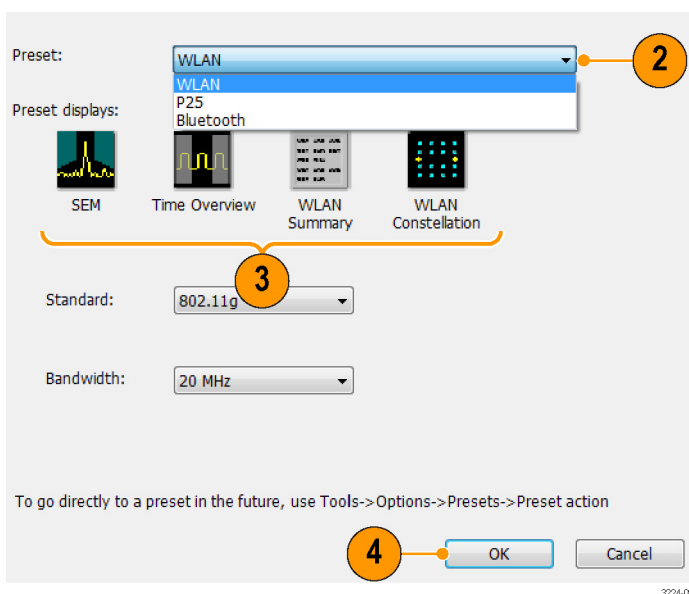 Preset:
WLAN
2
WLAN
P25
Bluetooth
Preset displays:
SEM
Time Overview
WLAN
Summary
WLAN
Constellation
3
Standard:
802.11g
Bandwidth:
20 MHz
To go directly to a preset in the future, use Tools->Options->Presets->Preset action
4
OK
Cancel